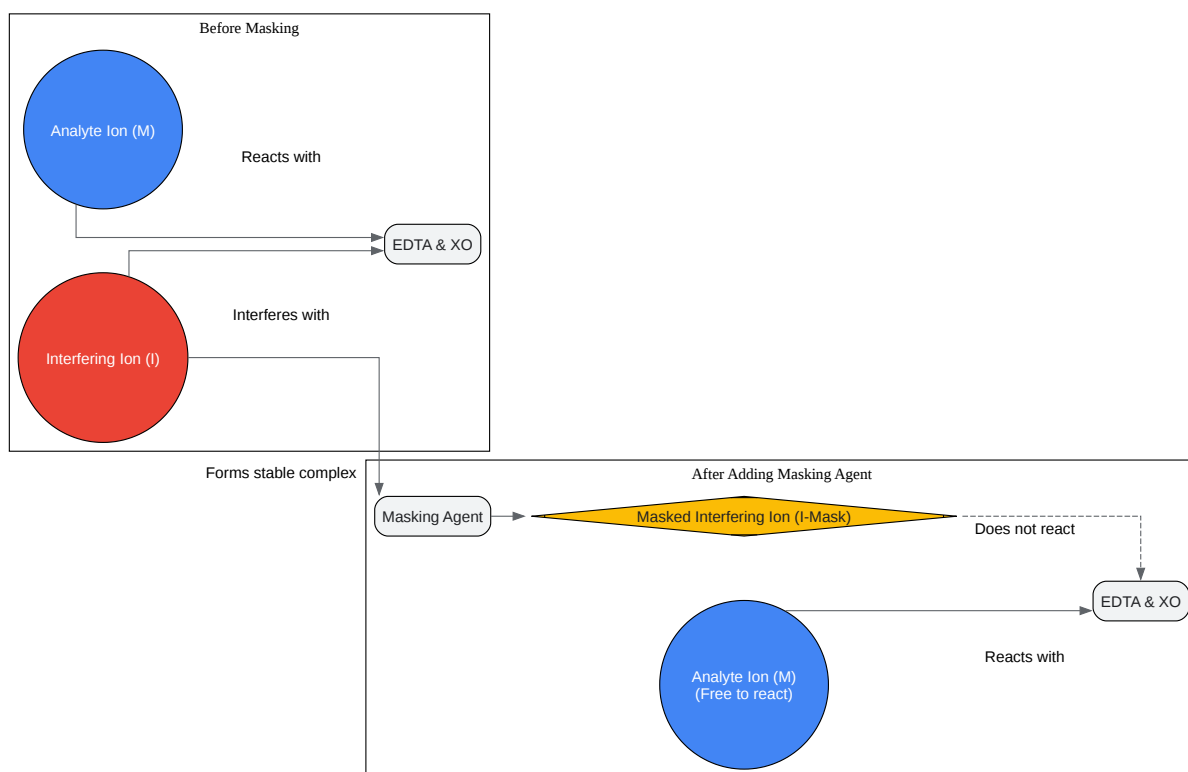 Before Masking
Analyte Ion (M)
Reacts with
EDTA & XO
Interferes with
Interfering Ion (I)
Forms stable complex
After Adding Masking Agent
Masking Agent
Masked Interfering Ion (I-Mask)
Does not react
EDTA & XO
Reacts with
Analyte Ion (M)
(Free to react)